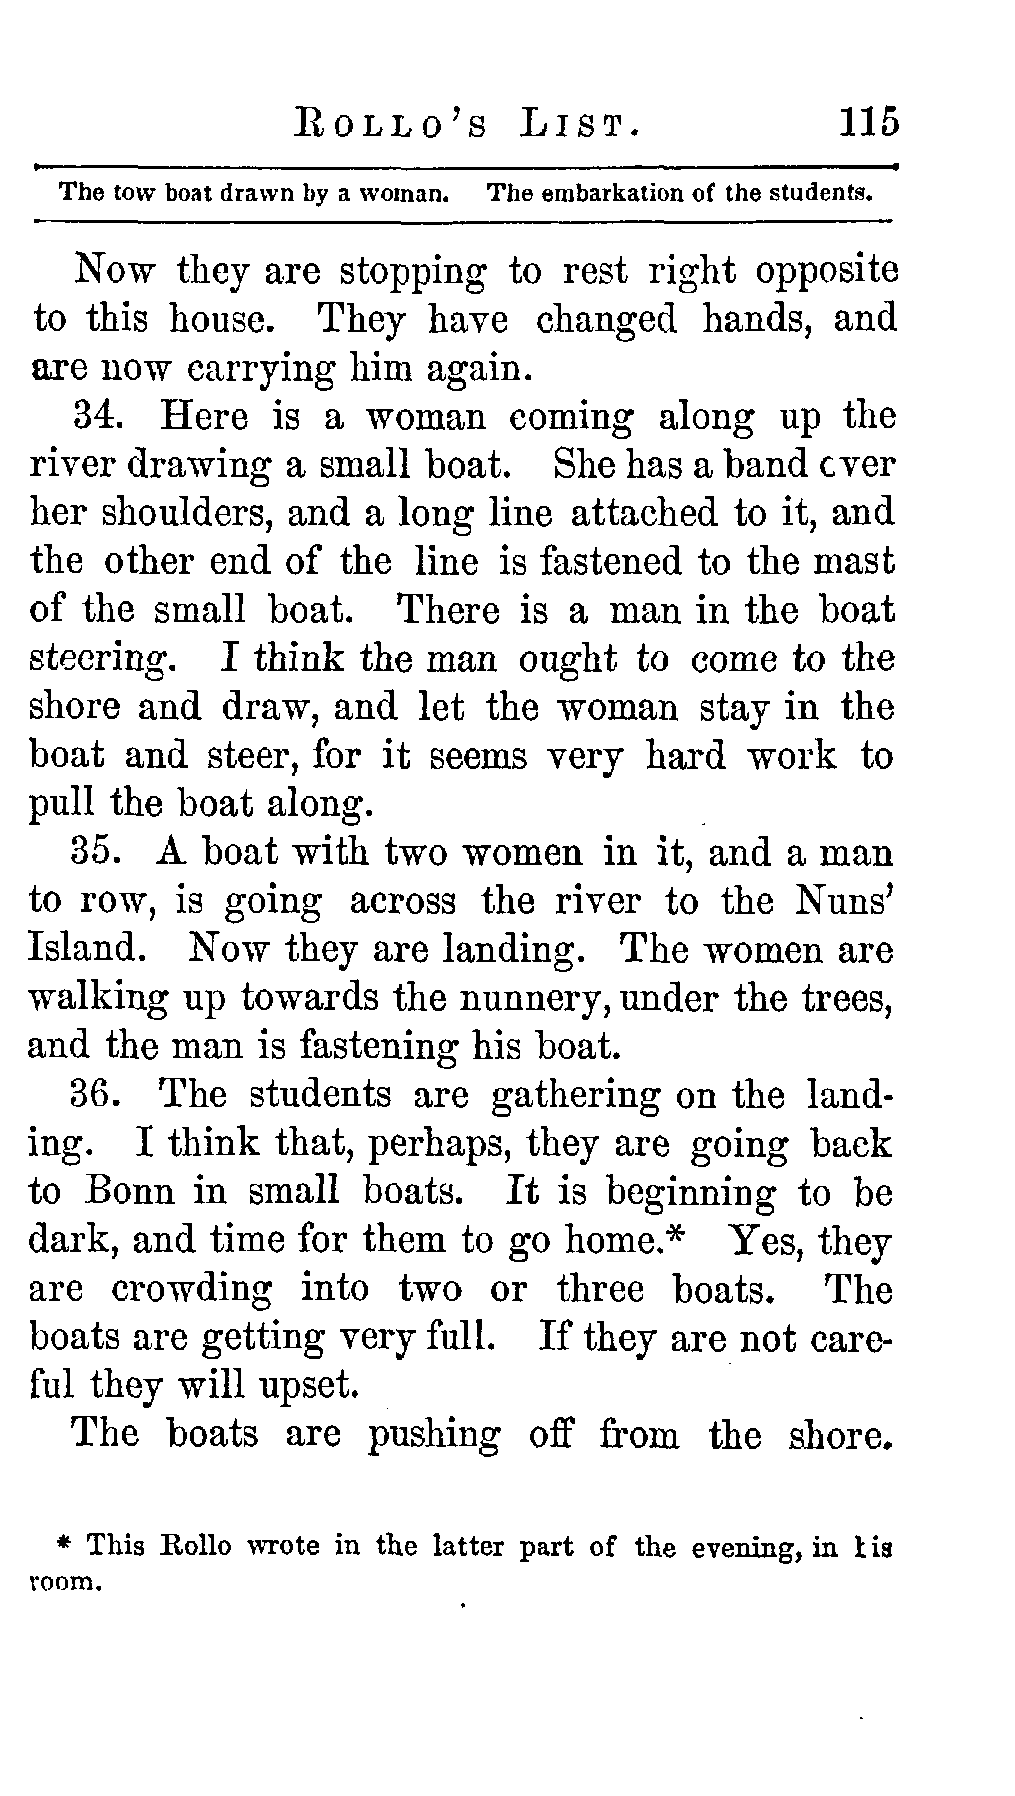 ROLLO'S LIST. 115
The tow boat drawn by a woman. The embarkation of the students.
Now they are stopping to rest right opposite
to this house. They have changed hands, and
are now carrying him again.
34. Here is a woman coming along up the
river drawing a small boat. She has a band over
her shoulders, and a long line attached to it, and
the other end of the line is fastened to the mast
of the small boat. There is a man in the boat
steering. I think the man ought to come to the
shore and draw, and let the woman stay in the
boat and steer, for it seems very hard work to
pull the boat along.
35. A boat with two women in it, and a man
to row, is going across the river to the Nuns'
Island. Now they are landing. The women are
walking up towards the nunnery, under the trees,
and the man is fastening his boat.
36. The students are gathering on the land-
ing. I think that, perhaps, they are going back
to Bonn in small boats. It is beginning to be
dark, and time for them to go home.* Yes, they
are crowding into two or three boats. The
boats are getting very full. If they are not care-
ful they will upset.
The boats are pushing off from the shore.
* This Rollo wrote in the latter part of the evening, in his
room.